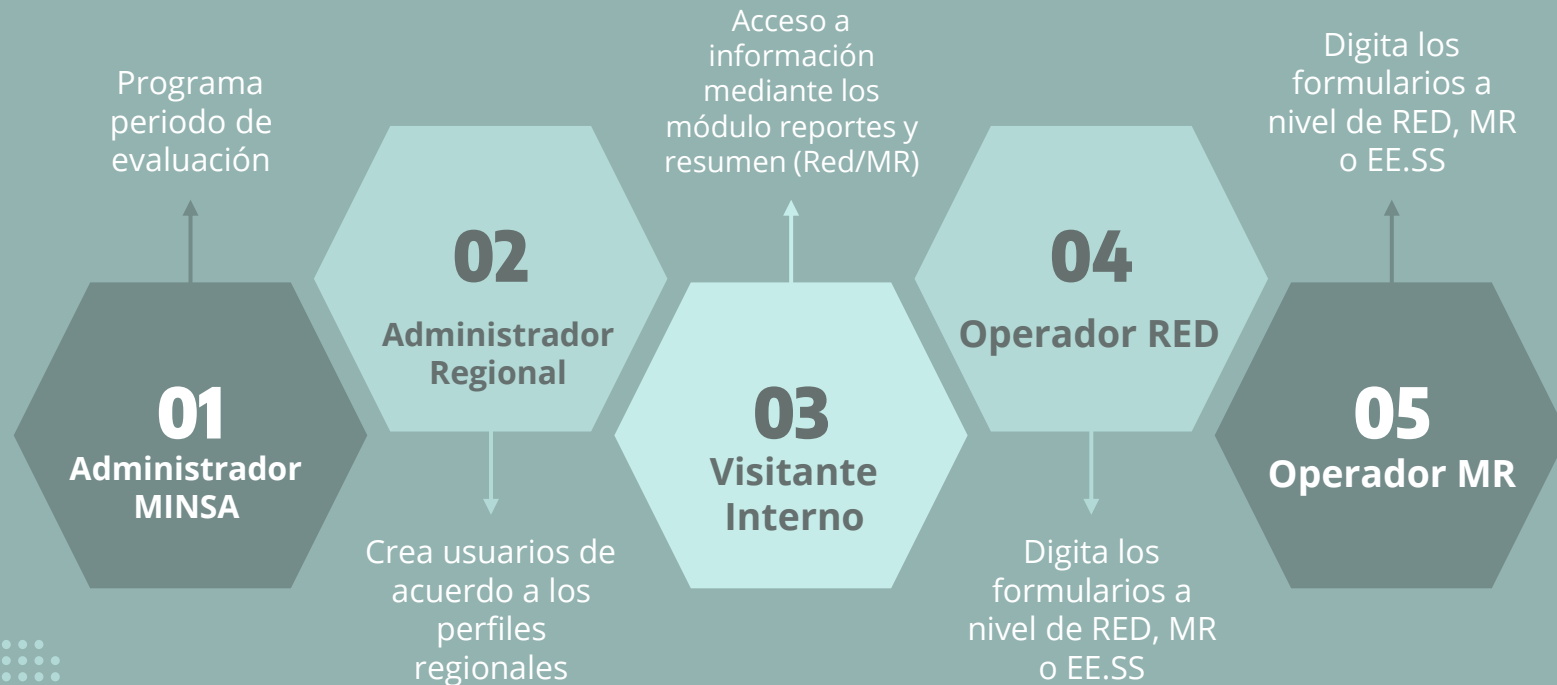 Programa
periodo de
evaluación
01
Administrador
MINSA
02
Administrador
Regional
Crea usuarios de
acuerdo a los
perfiles
regionales
Acceso a
información
mediante los
módulo reportes y
resumen (Red/MR)
03
Visitante
Interno
04
Operador RED
Digita los
formularios a
nivel de RED, MR
o EE.SS
Digita los
formularios a
nivel de RED, MR
o EE.SS
05
Operador MR